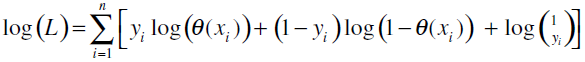 log(L)=∑_{i=1}^{n}[y_i log(θ(x_i))+(1−y_i)log(1−θ(x_i))+log(1 y_i)]